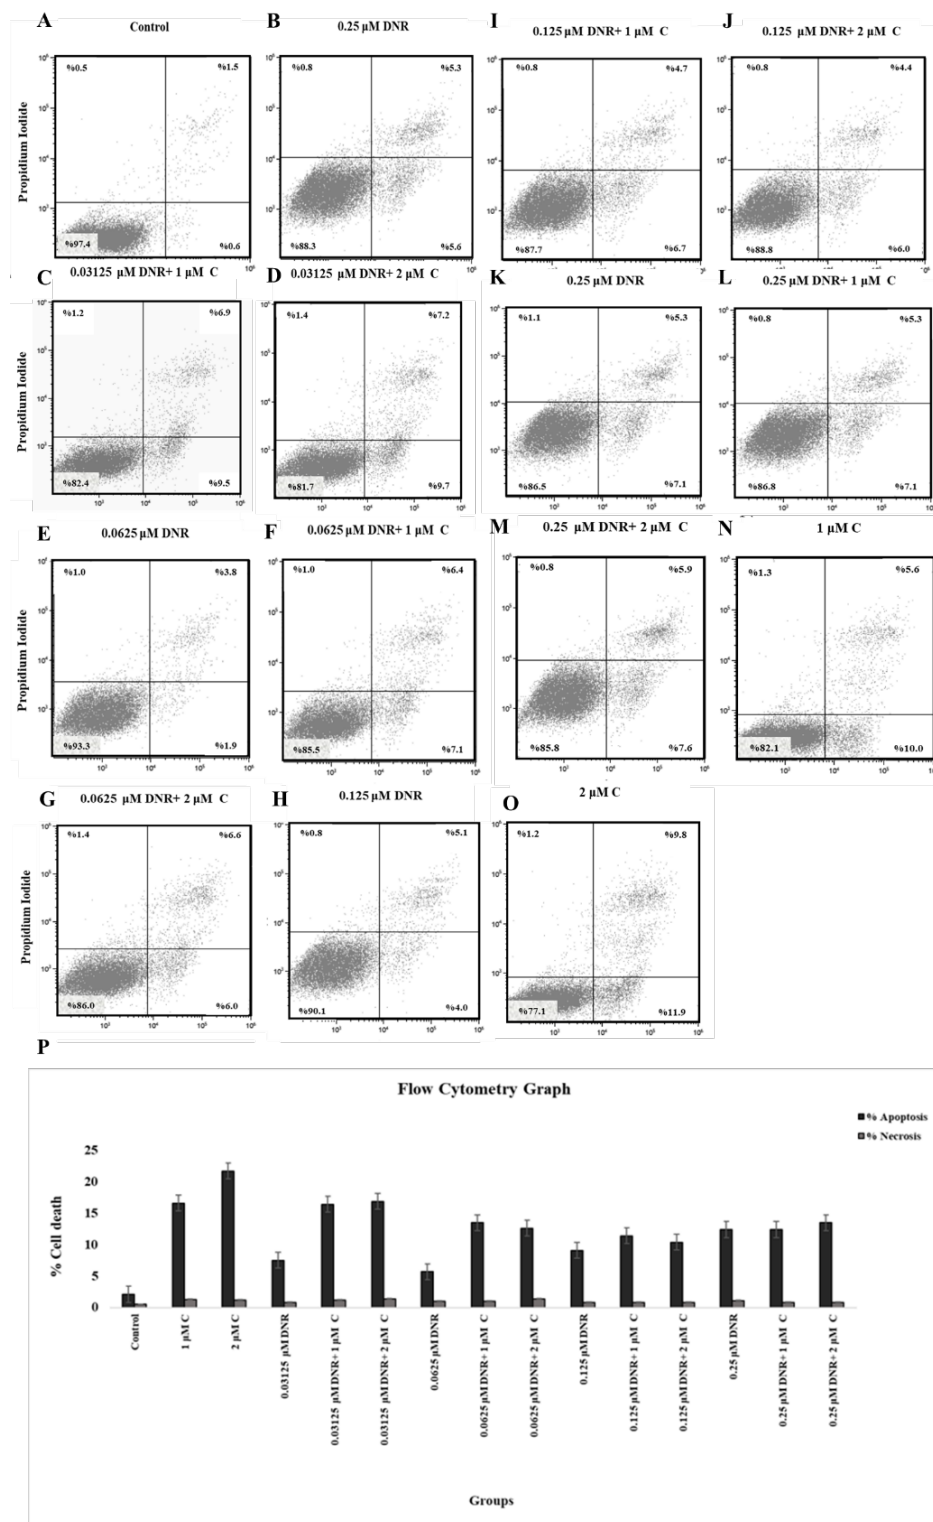 A
Control
%0.5
%1.5
%97.4
%0.6
Propidium Iodide
B
0.25 µM DNR
%0.8
%5.3
%88.3
%5.6
I
0.125 µM DNR+ 1 µM C
%0.8
%4.7
%87.7
%6.7
J
0.125 µM DNR+ 2 µM C
%0.8
%4.4
%88.8
%6.0
C
0.03125 µM DNR+ 1 µM C
%1.2
%6.9
%82.4
%9.5
Propidium Iodide
D
0.03125 µM DNR+ 2 µM C
%1.4
%7.2
%81.7
%9.7
K
0.25 µM DNR
%1.1
%5.3
%86.5
%7.1
L
0.25 µM DNR+ 1 µM C
%0.8
%5.3
%86.8
%7.1
E
0.0625 µM DNR
%1.0
%3.8
%93.3
%1.9
Propidium Iodide
F
0.0625 µM DNR+ 1 µM C
%1.0
%6.4
%85.5
%7.1
M
0.25 µM DNR+ 2 µM C
%0.8
%5.9
%85.8
%7.6
N
1 µM C
%1.3
%5.6
%82.1
%10.0
G
0.0625 µM DNR+ 2 µM C
%1.4
%6.6
%86.0
%6.0
Propidium Iodide
H
0.125 µM DNR
%0.8
%5.1
%90.1
%4.0
O
2 µM C
%1.2
%9.8
%77.1
%11.9
P
Flow Cytometry Graph
% Apoptosis
% Necrosis
% Cell death
25
20
15
10
5
0
Control
1 µM C
2 µM C
0.03125 µM DNR
0.03125 µM DNR+ 1 µM C
0.03125 µM DNR+ 2 µM C
0.0625 µM DNR
0.0625 µM DNR+ 1 µM C
0.0625 µM DNR+ 2 µM C
0.125 µM DNR
0.125 µM DNR+ 1 µM C
0.125 µM DNR+ 2 µM C
0.25 µM DNR
0.25 µM DNR+ 1 µM C
0.25 µM DNR+ 2 µM C
Groups